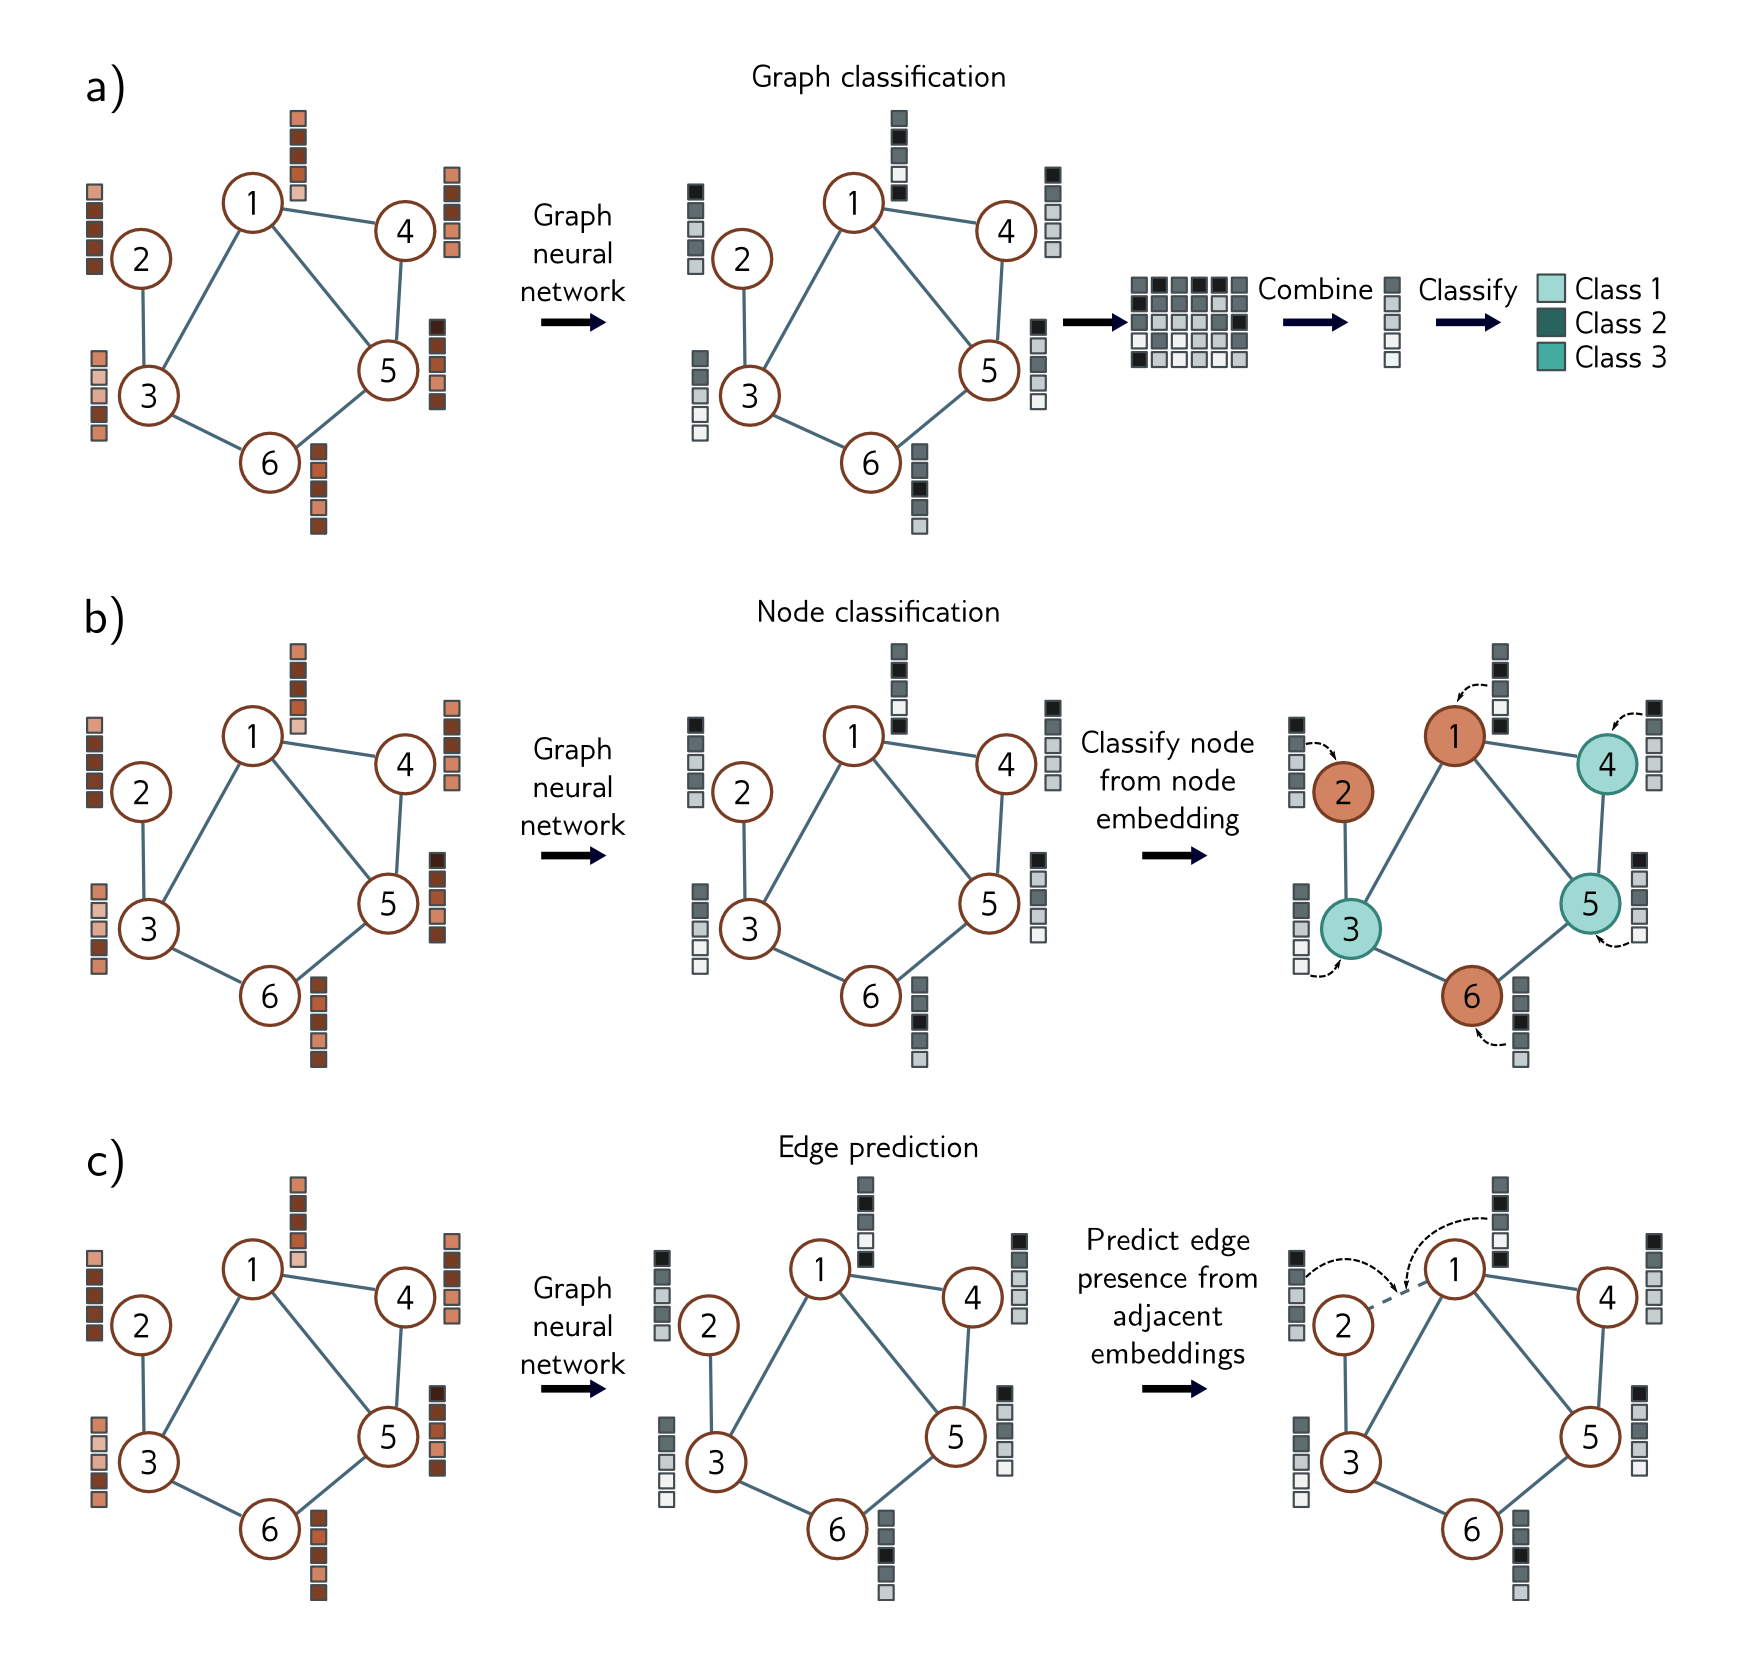 a)
Graph classification
1
2
3
4
5
6
Graph
neural
network
1
2
3
4
5
6
Combine
Classify
Class 1
Class 2
Class 3
b)
Node classification
1
2
3
4
5
6
Graph
neural
network
1
2
3
4
5
6
Classify node
from node
embedding
1
2
3
4
5
6
c)
Edge prediction
1
2
3
4
5
6
Graph
neural
network
1
2
3
4
5
6
Predict edge
presence from
adjacent
embeddings
1
2
3
4
5
6